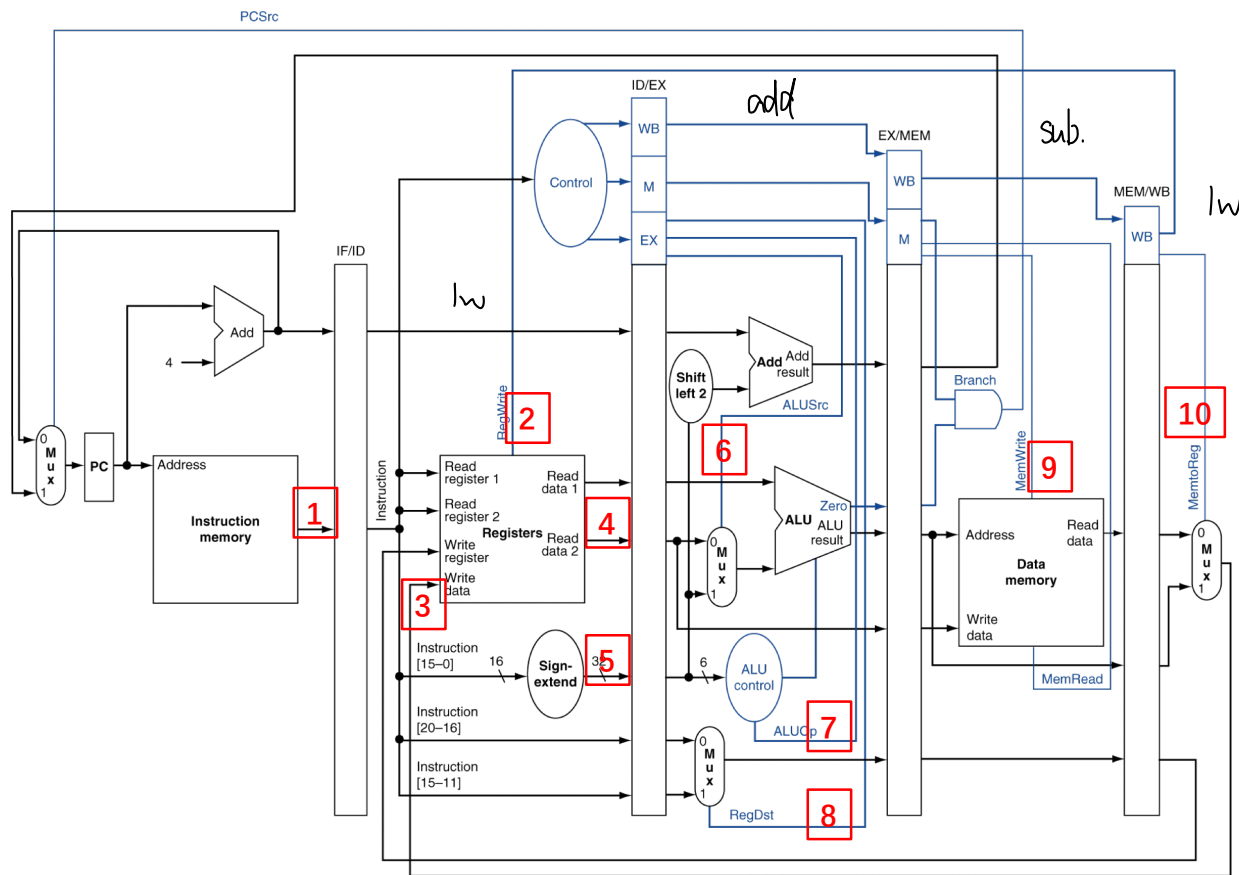 PCSrc
ID/EX
add
EX/MEM
sub.
MEM/WB
lw
WB
Control
M
EX
WB
M
WB
IF/ID
lw
Add
4
Shift
left 2
Add
Add
result
Branch
ALUSrc
RegWrite
2
6
10
MemtoReg
9
MemWrite
0
M
u
x
1
PC
Address
Instruction
memory
1
Instruction
Read
register 1
Read
register 2
Write
register
Write
data
Registers
Read
data 1
Read
data 2
4
3
0
M
u
x
1
ALU
Zero
ALU
result
Address
Data
memory
Read
data
Write
data
MemRead
0
M
u
x
1
Instruction
[15–0]
16
Sign-
extend
32
5
6
ALU
control
ALUOp
7
Instruction
[20–16]
Instruction
[15–11]
0
M
u
x
1
RegDst
8